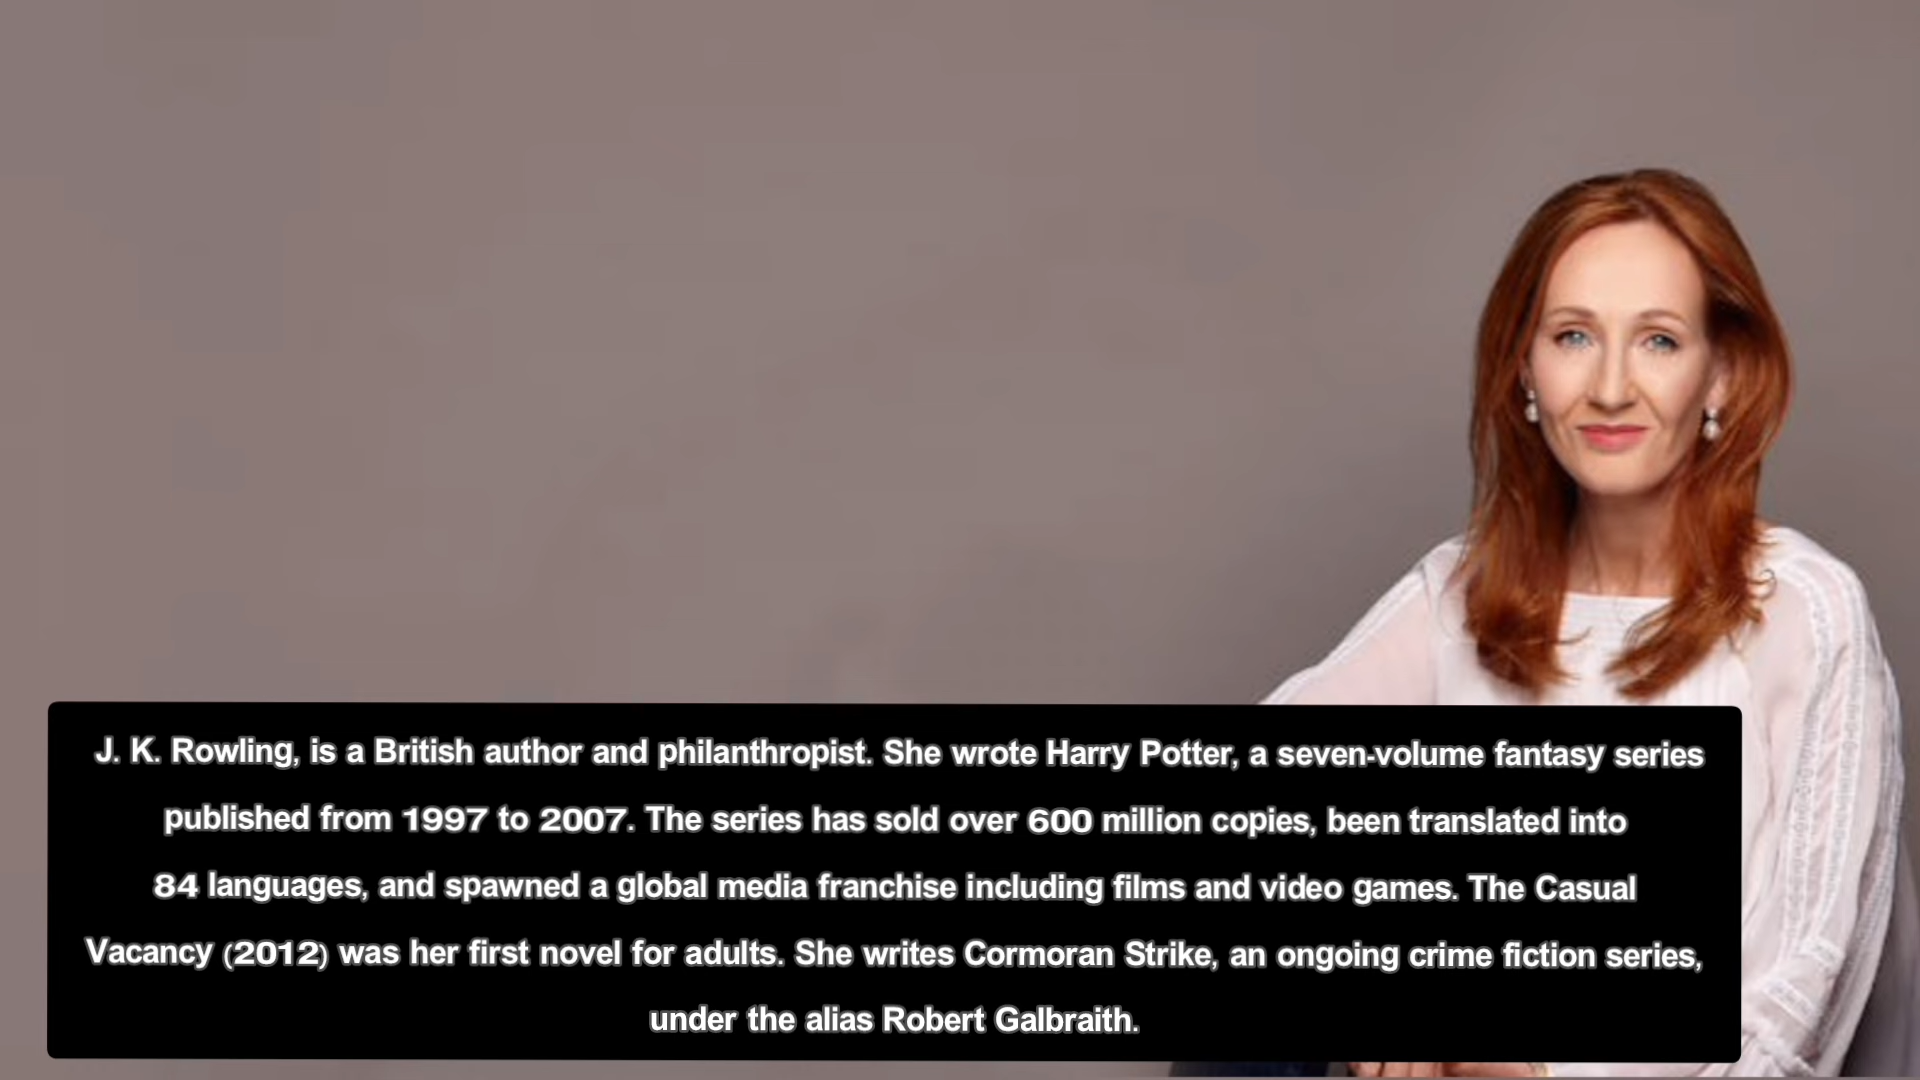 J. K. Rowling, is a British author and philanthropist. She wrote Harry Potter, a seven-volume fantasy series
published from 1997 to 2007. The series has sold over 600 million copies, been translated into
84 languages, and spawned a global media franchise including films and video games. The Casual
Vacancy (2012) was her first novel for adults. She writes Cormoran Strike, an ongoing crime fiction series,
under the alias Robert Galbraith.